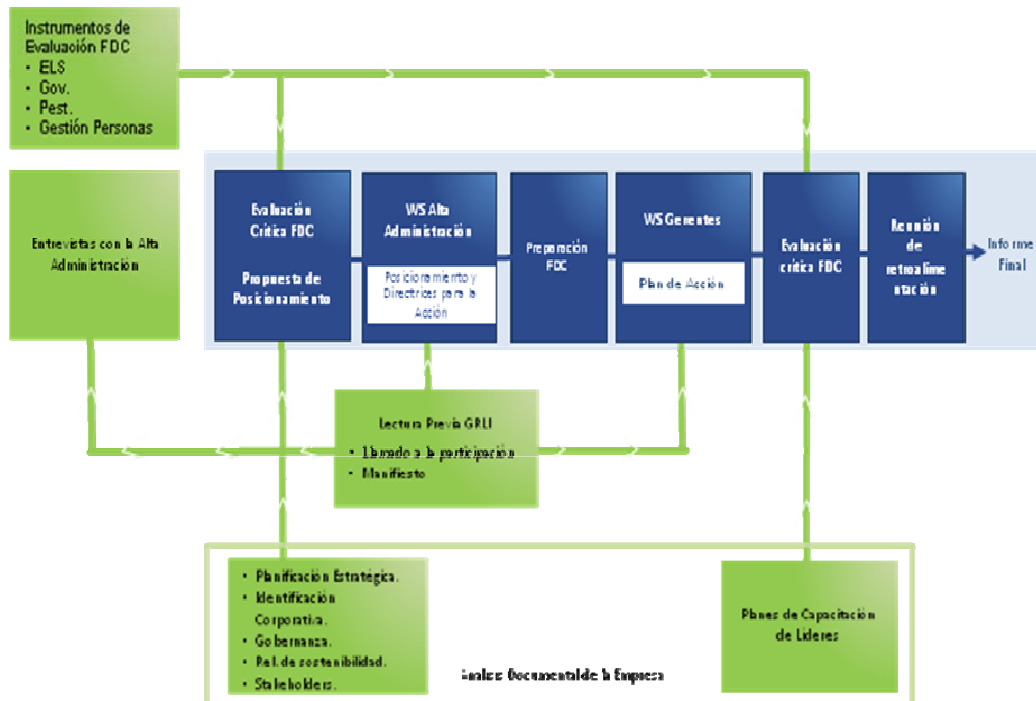 Instrumentos de
Evaluación FDC
• ELS
• Gov.
• Pest.
• Gestión Personas
Entrevistas con la Alta
Administración
Evaluación
Crítica FDC
Propuesta de
Posicionamiento
WS Alta
Administración
Posicionamiento y
Directrices para la
Acción
Preparación
FDC
WS Gerentes
Plan de Acción
Evaluación
crítica FDC
Reunión
de
retroalime
ntación
Informe
Final
Lectura Previa GRLI
• Llamado a la participación
• Manifiesto
• Planificación Estratégica.
• Identificación
Corporativa.
• Gobernanza.
• Rel. de sostenibilidad.
• Stakeholders.
Analisis Documental de la Empresa
Planes de Capacitación
de Lideres